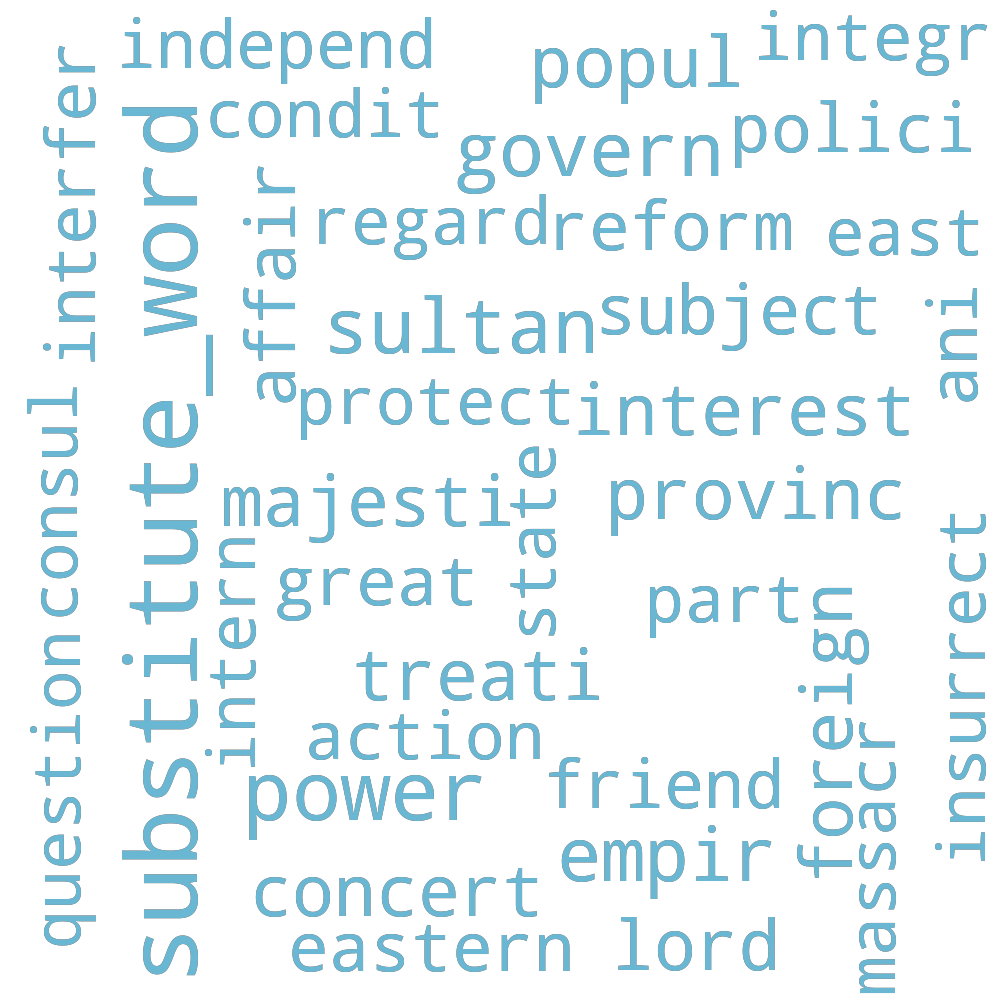 independ
popul
integr
interfer
substitute_word
condit
govern
polici
affair
regard
reform
east
sultan
subject
ani
protect
interest
consul
majesti
state
provinc
intern
great
part
foreign
insurrect
question
treati
action
power
friend
massacr
empir
concert
eastern
lord